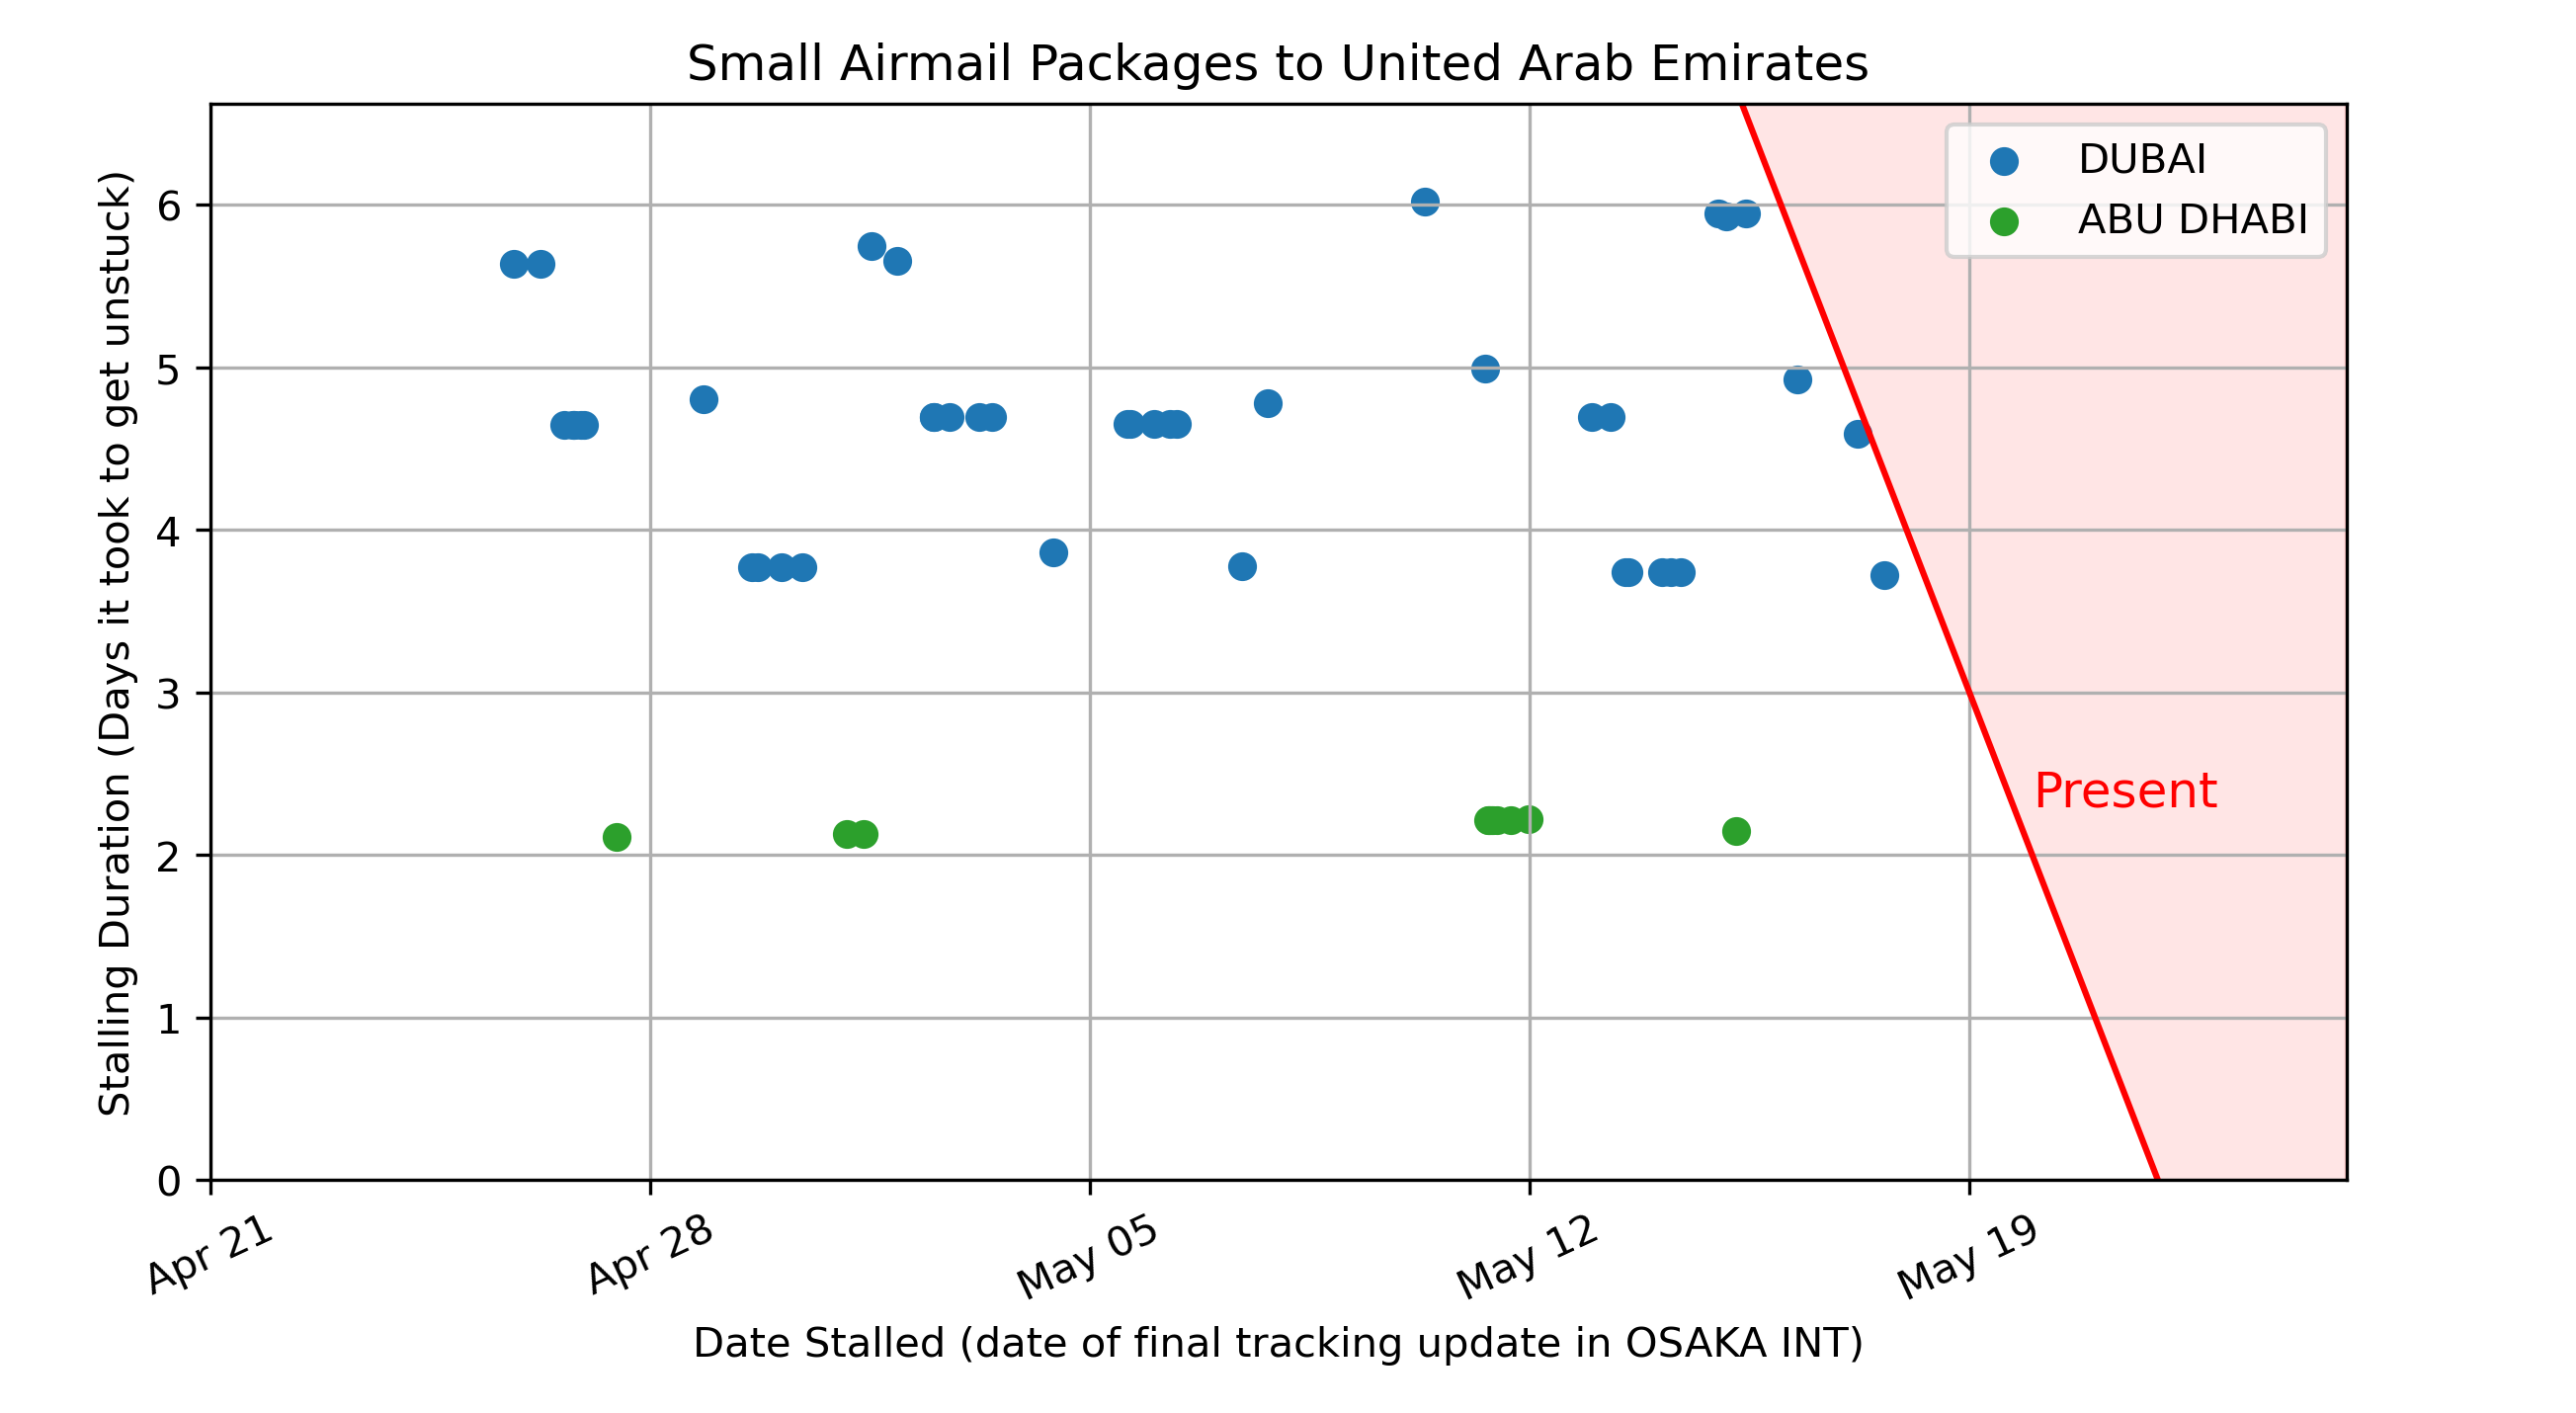 Small Airmail Packages to United Arab Emirates
Stalling Duration (Days it took to get unstuck)
6
5
4
3
2
1
0
DUBAI
ABU DHABI
Present
Apr 21
Apr 28
May 05
May 12
May 19
Date Stalled (date of final tracking update in OSAKA INT)